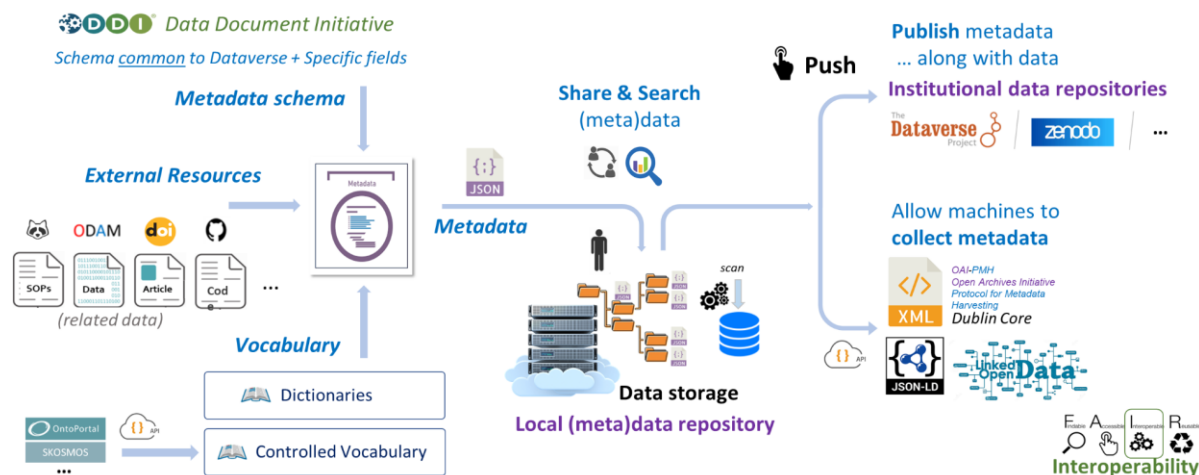 DDI Data Document Initiative
Schema common to Dataverse + Specific fields
Metadata schema
External Resources
ODAM
doi
SOPs
Data
Article
Cod
e
...
(related data)
Vocabulary
Dictionaries
Controlled Vocabulary
OntoPortal
SKOSMOS
...
{} API
Metadata
{;}
JSON
Metadata
Share & Search
(meta)data
JSON
JSON
JSON
JSON
scan
Data storage
Local (meta)data repository
Push
Publish metadata
... along with data
Institutional data repositories
The
Dataverse
Project
zenodo
...
Allow machines to
collect metadata
</>
XML
OAI-PMH
Open Archives Initiative
Protocol for Metadata
Harvesting
Dublin Core
{} API
JSON-LD
Linked
Open Data
F A I R
Findable Accessible Interoperable Reusable
Interoperability